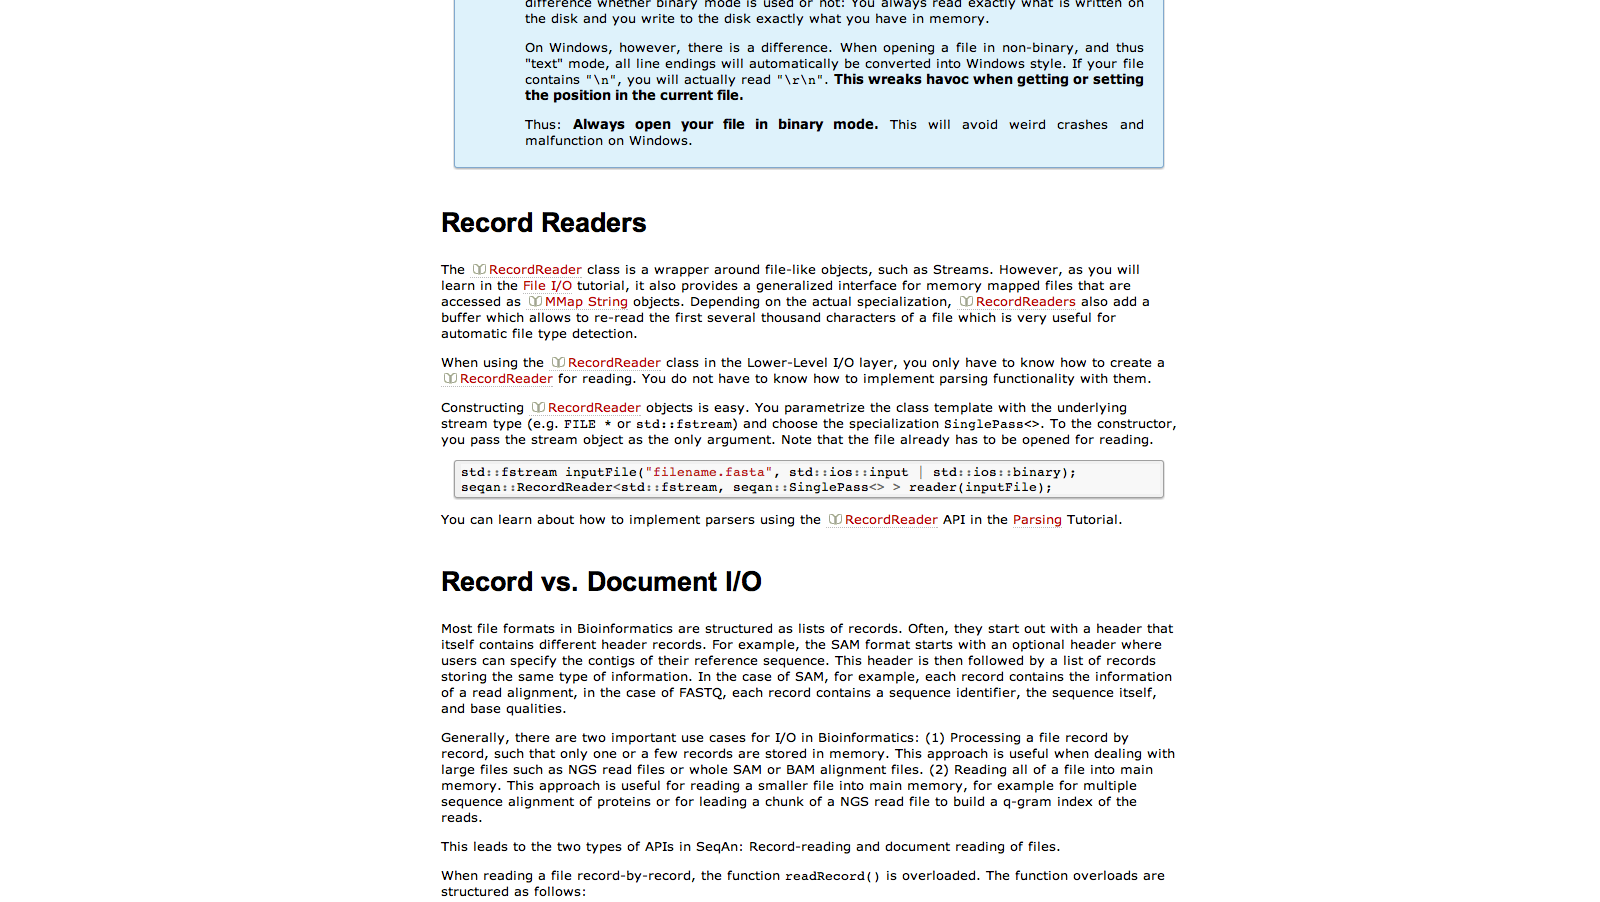 difference whether binary mode is used or not: You always read exactly what is written on
the disk and you write to the disk exactly what you have in memory.
On Windows, however, there is a difference. When opening a file in non-binary, and thus
"text" mode, all line endings will automatically be converted into Windows style. If your file
contains "\n", you will actually read "\r\n". This wreaks havoc when getting or setting
the position in the current file.
Thus: Always open your file in binary mode. This will avoid weird crashes and
malfunction on Windows.
Record Readers
The RecordReader class is a wrapper around file-like objects, such as Streams. However, as you will
learn in the File I/O tutorial, it also provides a generalized interface for memory mapped files that are
accessed as MMap String objects. Depending on the actual specialization, RecordReaders also add a
buffer which allows to re-read the first several thousand characters of a file which is very useful for
automatic file type detection.
When using the RecordReader class in the Lower-Level I/O layer, you only have to know how to create a
RecordReader for reading. You do not have to know how to implement parsing functionality with them.
Constructing RecordReader objects is easy. You parametrize the class template with the underlying
stream type (e.g. FILE * or std::fstream) and choose the specialization SinglePass<>. To the constructor,
you pass the stream object as the only argument. Note that the file already has to be opened for reading.
std::fstream inputFile("filename.fasta", std::ios::input | std::ios::binary);
seqan::RecordReader<std::fstream, seqan::SinglePass<> > reader(inputFile);
You can learn about how to implement parsers using the RecordReader API in the Parsing Tutorial.
Record vs. Document I/O
Most file formats in Bioinformatics are structured as lists of records. Often, they start out with a header that
itself contains different header records. For example, the SAM format starts with an optional header where
users can specify the contigs of their reference sequence. This header is then followed by a list of records
storing the same type of information. In the case of SAM, for example, each record contains the information
of a read alignment, in the case of FASTQ, each record contains a sequence identifier, the sequence itself,
and base qualities.
Generally, there are two important use cases for I/O in Bioinformatics: (1) Processing a file record by
record, such that only one or a few records are stored in memory. This approach is useful when dealing with
large files such as NGS read files or whole SAM or BAM alignment files. (2) Reading all of a file into main
memory. This approach is useful for reading a smaller file into main memory, for example for multiple
sequence alignment of proteins or for leading a chunk of a NGS read file to build a q-gram index of the
reads.
This leads to the two types of APIs in SeqAn: Record-reading and document reading of files.
When reading a file record-by-record, the function readRecord() is overloaded. The function overloads are
structured as follows: